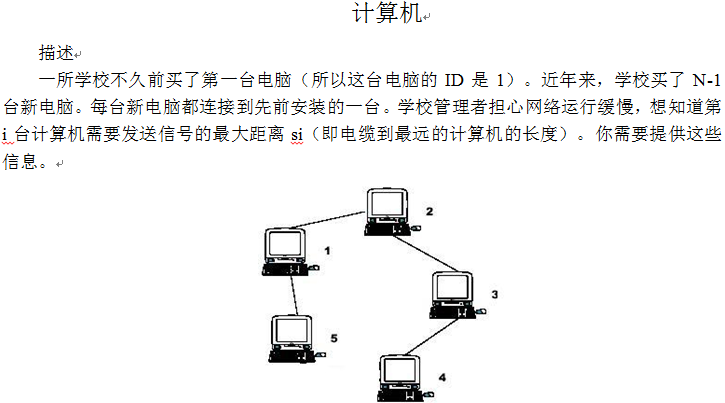 计算机
描述
一所学校不久前买了第一台电脑（所以这台电脑的 ID 是 1）。近年来，学校买了 N-1
台新电脑。每台新电脑都连接到先前安装的一台。学校管理者担心网络运行缓慢，想知道第
i 台计算机需要发送信号的最大距离 si（即电缆到最远的计算机的长度）。你需要提供这些
信息。
2
1
3
5
4